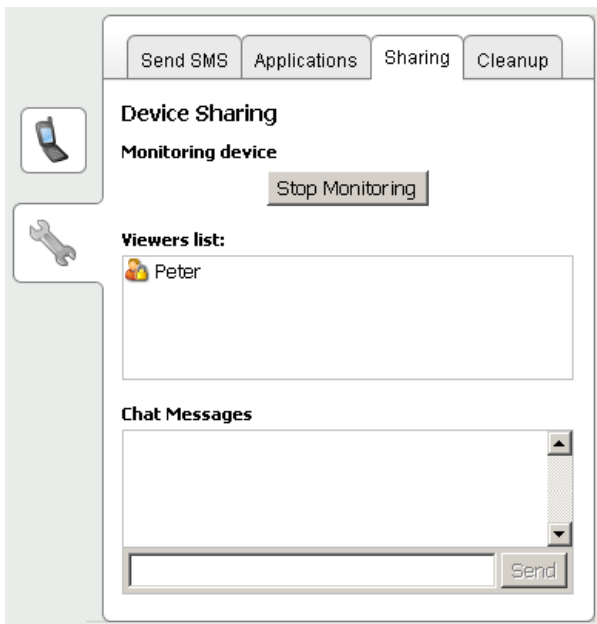 Send SMS Applications Sharing Cleanup
Device Sharing
Monitoring device
Stop Monitoring
Viewers list:
Peter
Chat Messages
Send